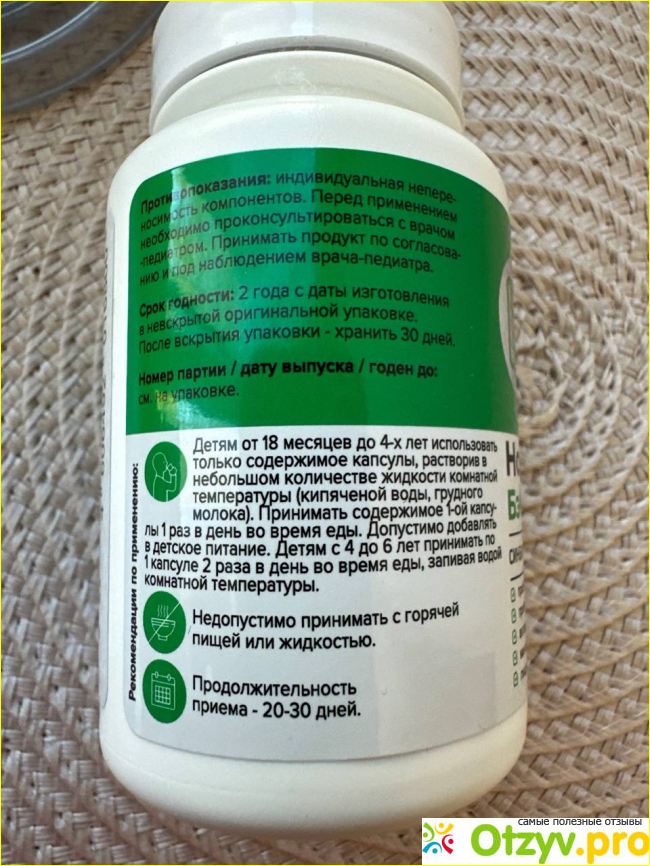 Противопоказания: индивидуальная непере-
носимость компонентов. Перед применением
необходимо проконсультироваться с врачом
-педиатром. Принимать продукт по согласова-
нию и под наблюдением врача-педиатра.
Срок годности: 2 года с даты изготовления
в невскрытой оригинальной упаковке.
После вскрытия упаковки - хранить 30 дней.
Номер партии / дату выпуска / годен до:
см. на упаковке.
Рекомендации по применению:
Детям от 18 месяцев до 4-х лет использовать
только содержимое капсулы, растворив в
небольшом количестве жидкости комнатной
температуры (кипяченой воды, грудного
молока). Принимать содержимое 1-ой капсу-
лы 1 раз в день во время еды. Допустимо добавлять
в детское питание. Детям с 4 до 6 лет принимать по
1 капсуле 2 раза в день во время еды, запивая водой
комнатной температуры.
Недопустимо принимать с горячей
пищей или жидкостью.
Продолжительность
приема - 20-30 дней.
самые полезные отзывы
Otzyv.pro